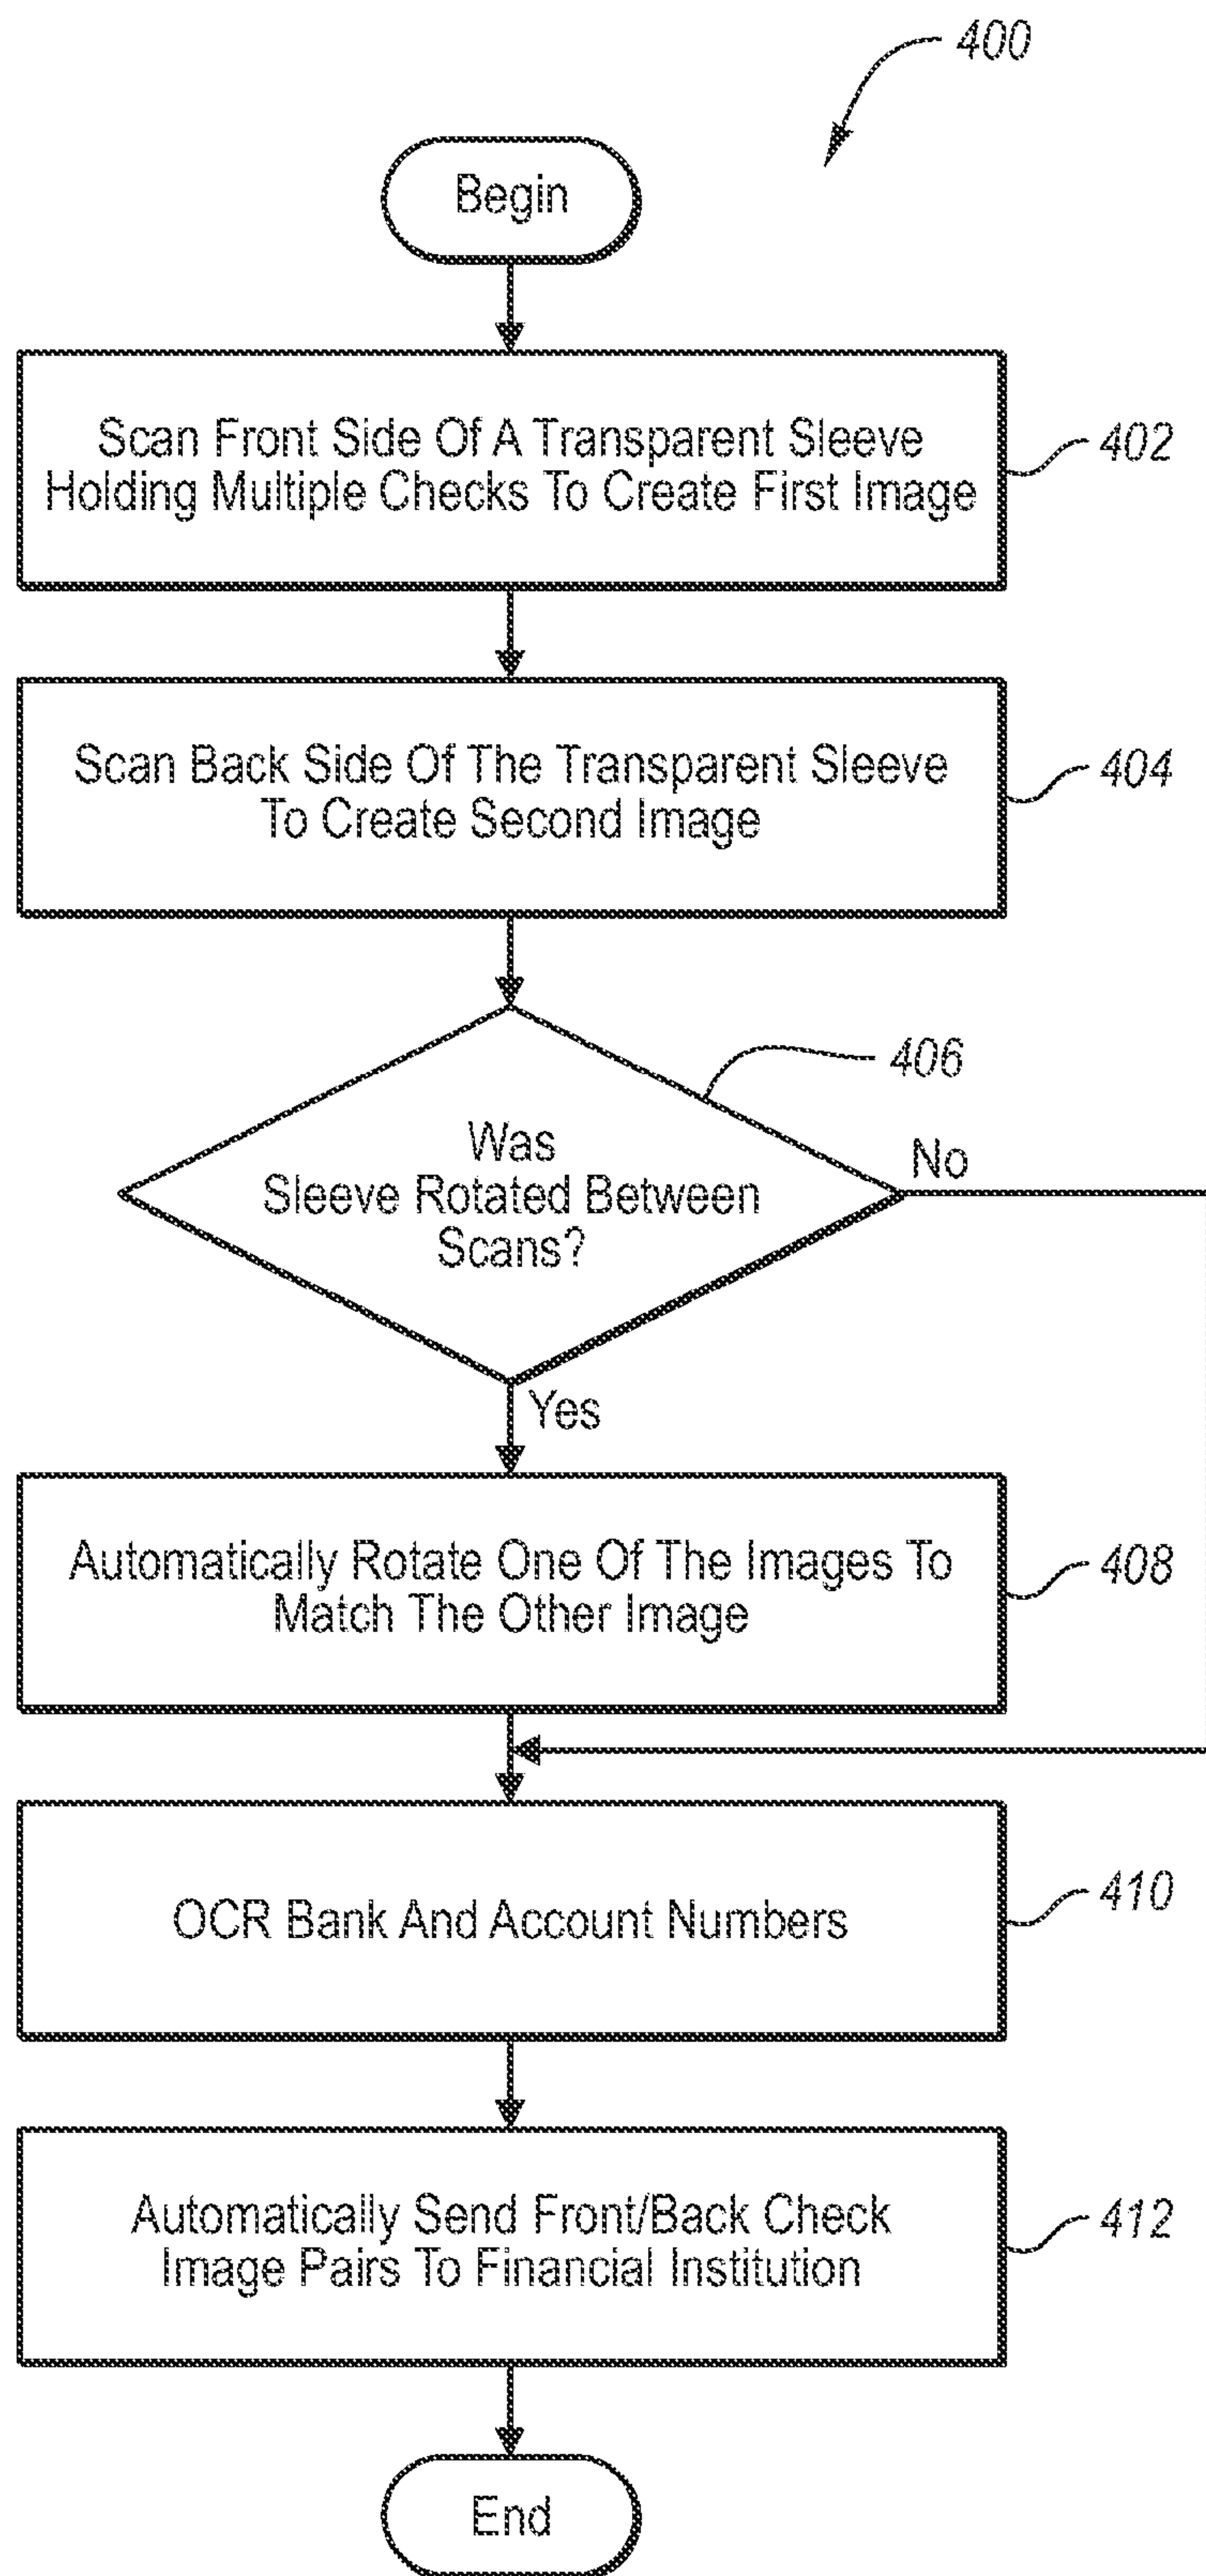 400
Begin
Scan Front Side Of A Transparent Sleeve
Holding Multiple Checks To Create First Image
402
Scan Back Side Of The Transparent Sleeve
To Create Second Image
404
406
Was
Sleeve Rotated Between
Scans?
No
Yes
Automatically Rotate One Of The Images To
Match The Other Image
408
OCR Bank And Account Numbers
410
Automatically Send Front/Back Check
Image Pairs To Financial Institution
412
End